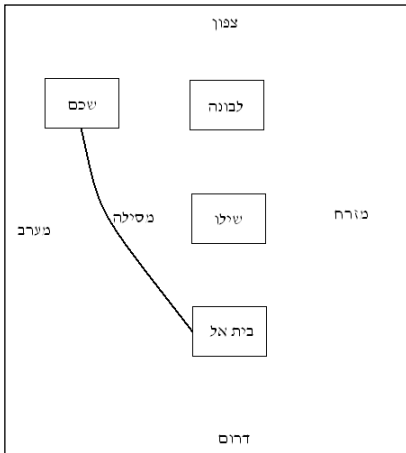 צפון
שכם
לבונה
מזרח
שילו
מסילה
מערב
בית אל
דרום